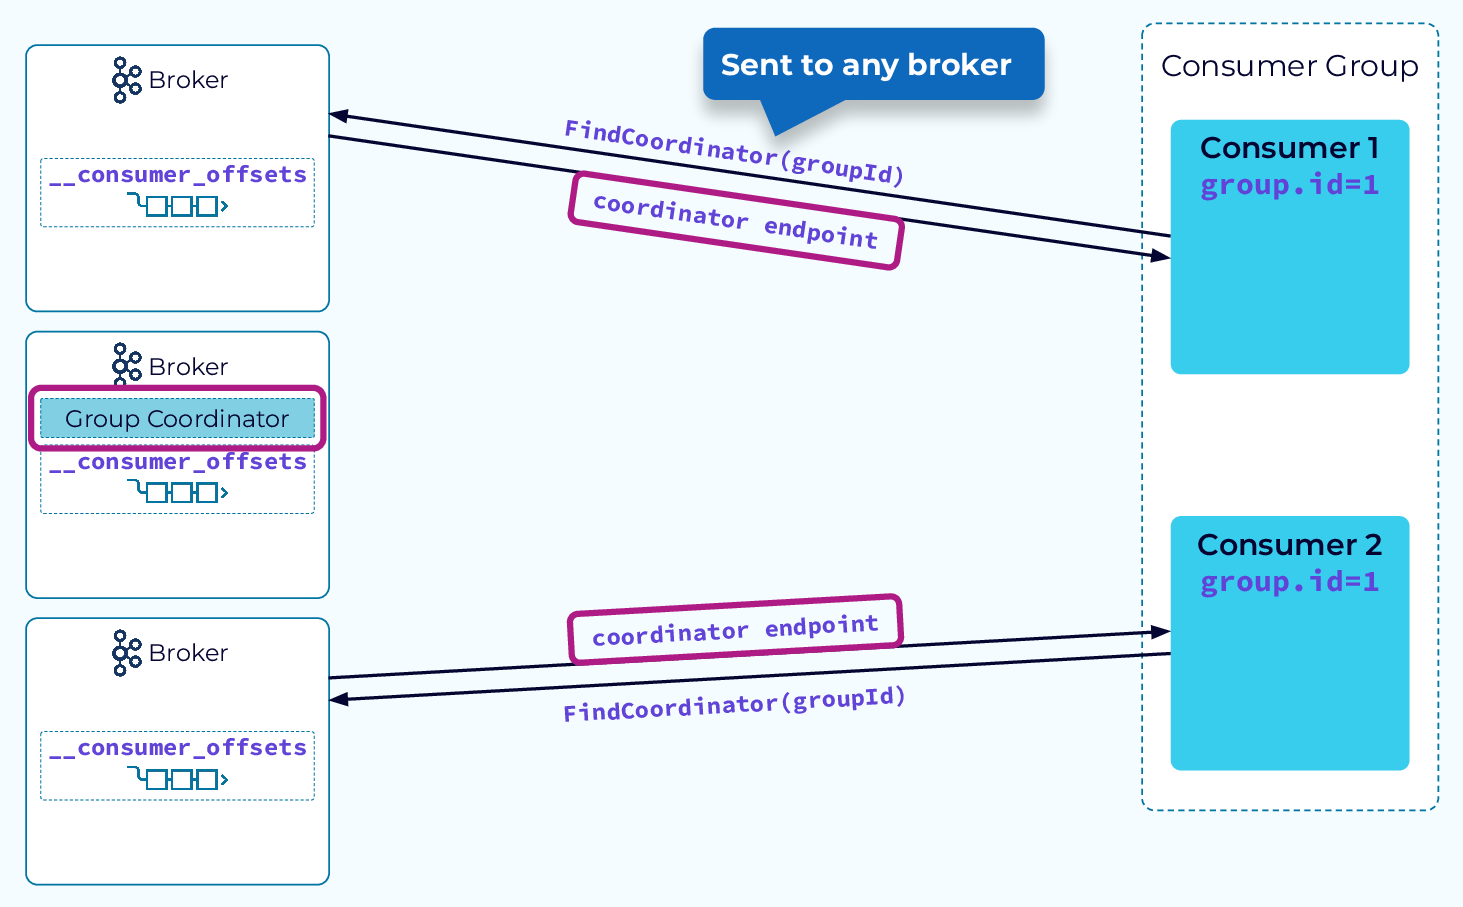 Broker
__consumer_offsets
Broker
Group Coordinator
__consumer_offsets
Broker
__consumer_offsets
Sent to any broker
FindCoordinator(groupId)
coordinator endpoint
coordinator endpoint
FindCoordinator(groupId)
Consumer Group
Consumer 1
group.id=1
Consumer 2
group.id=1